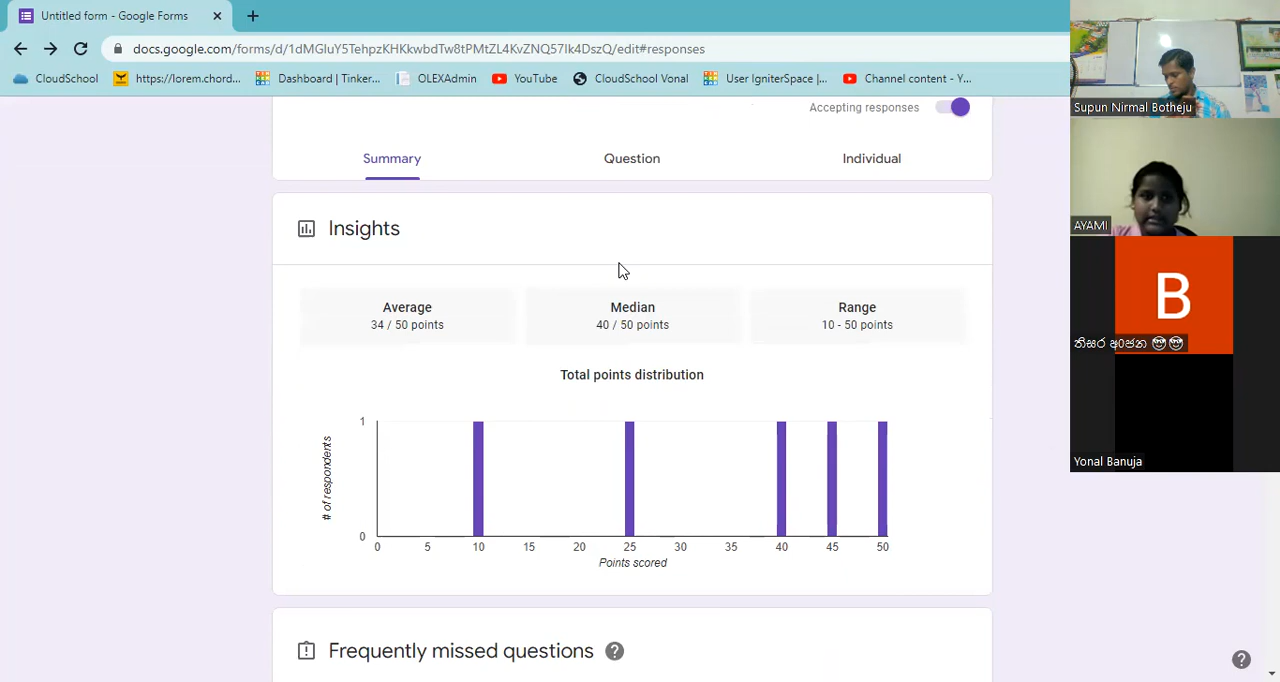 Untitled form - Google Forms
docs.google.com/forms/d/1dMGluY5TehpzKHKkwbdTw8tPMtZL4KvZNQ57lk4DszQ/edit#responses
CloudSchool https://lorem.chord... Dashboard | Tinker... OLEXAdmin YouTube CloudSchool Vonal User IgniterSpace |... Channel content - Y...
Accepting responses
Summary Question Individual
Insights
Average Median Range
34 / 50 points 40 / 50 points 10 - 50 points
Total points distribution
# of respondents
1
0
0 5 10 15 20 25 30 35 40 45 50
Points scored
Frequently missed questions
Supun Nirmal Botheju
AYAMI
B
තිසර අ0ජන 😎😎
Yonal Banuja